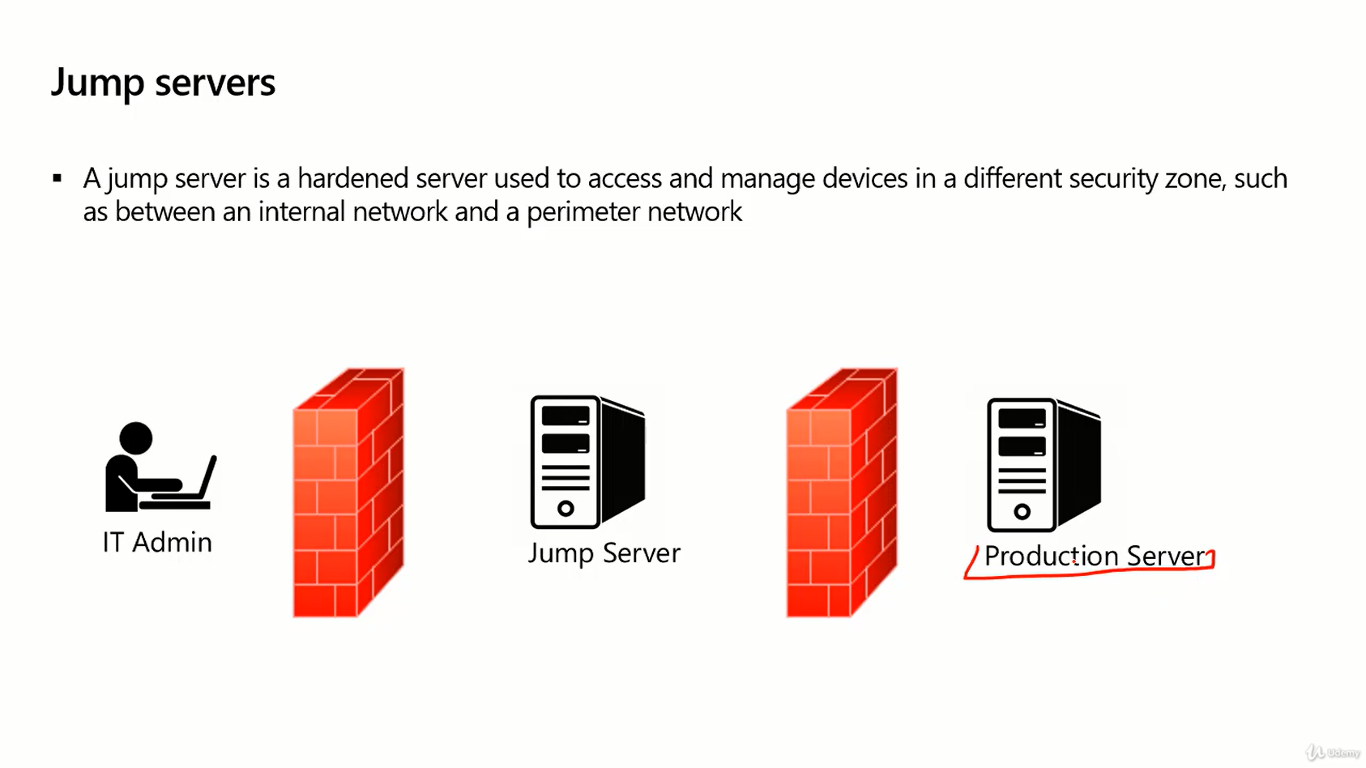 Jump servers
▪ A jump server is a hardened server used to access and manage devices in a different security zone, such
as between an internal network and a perimeter network
IT Admin
Jump Server
Production Server
Udemy